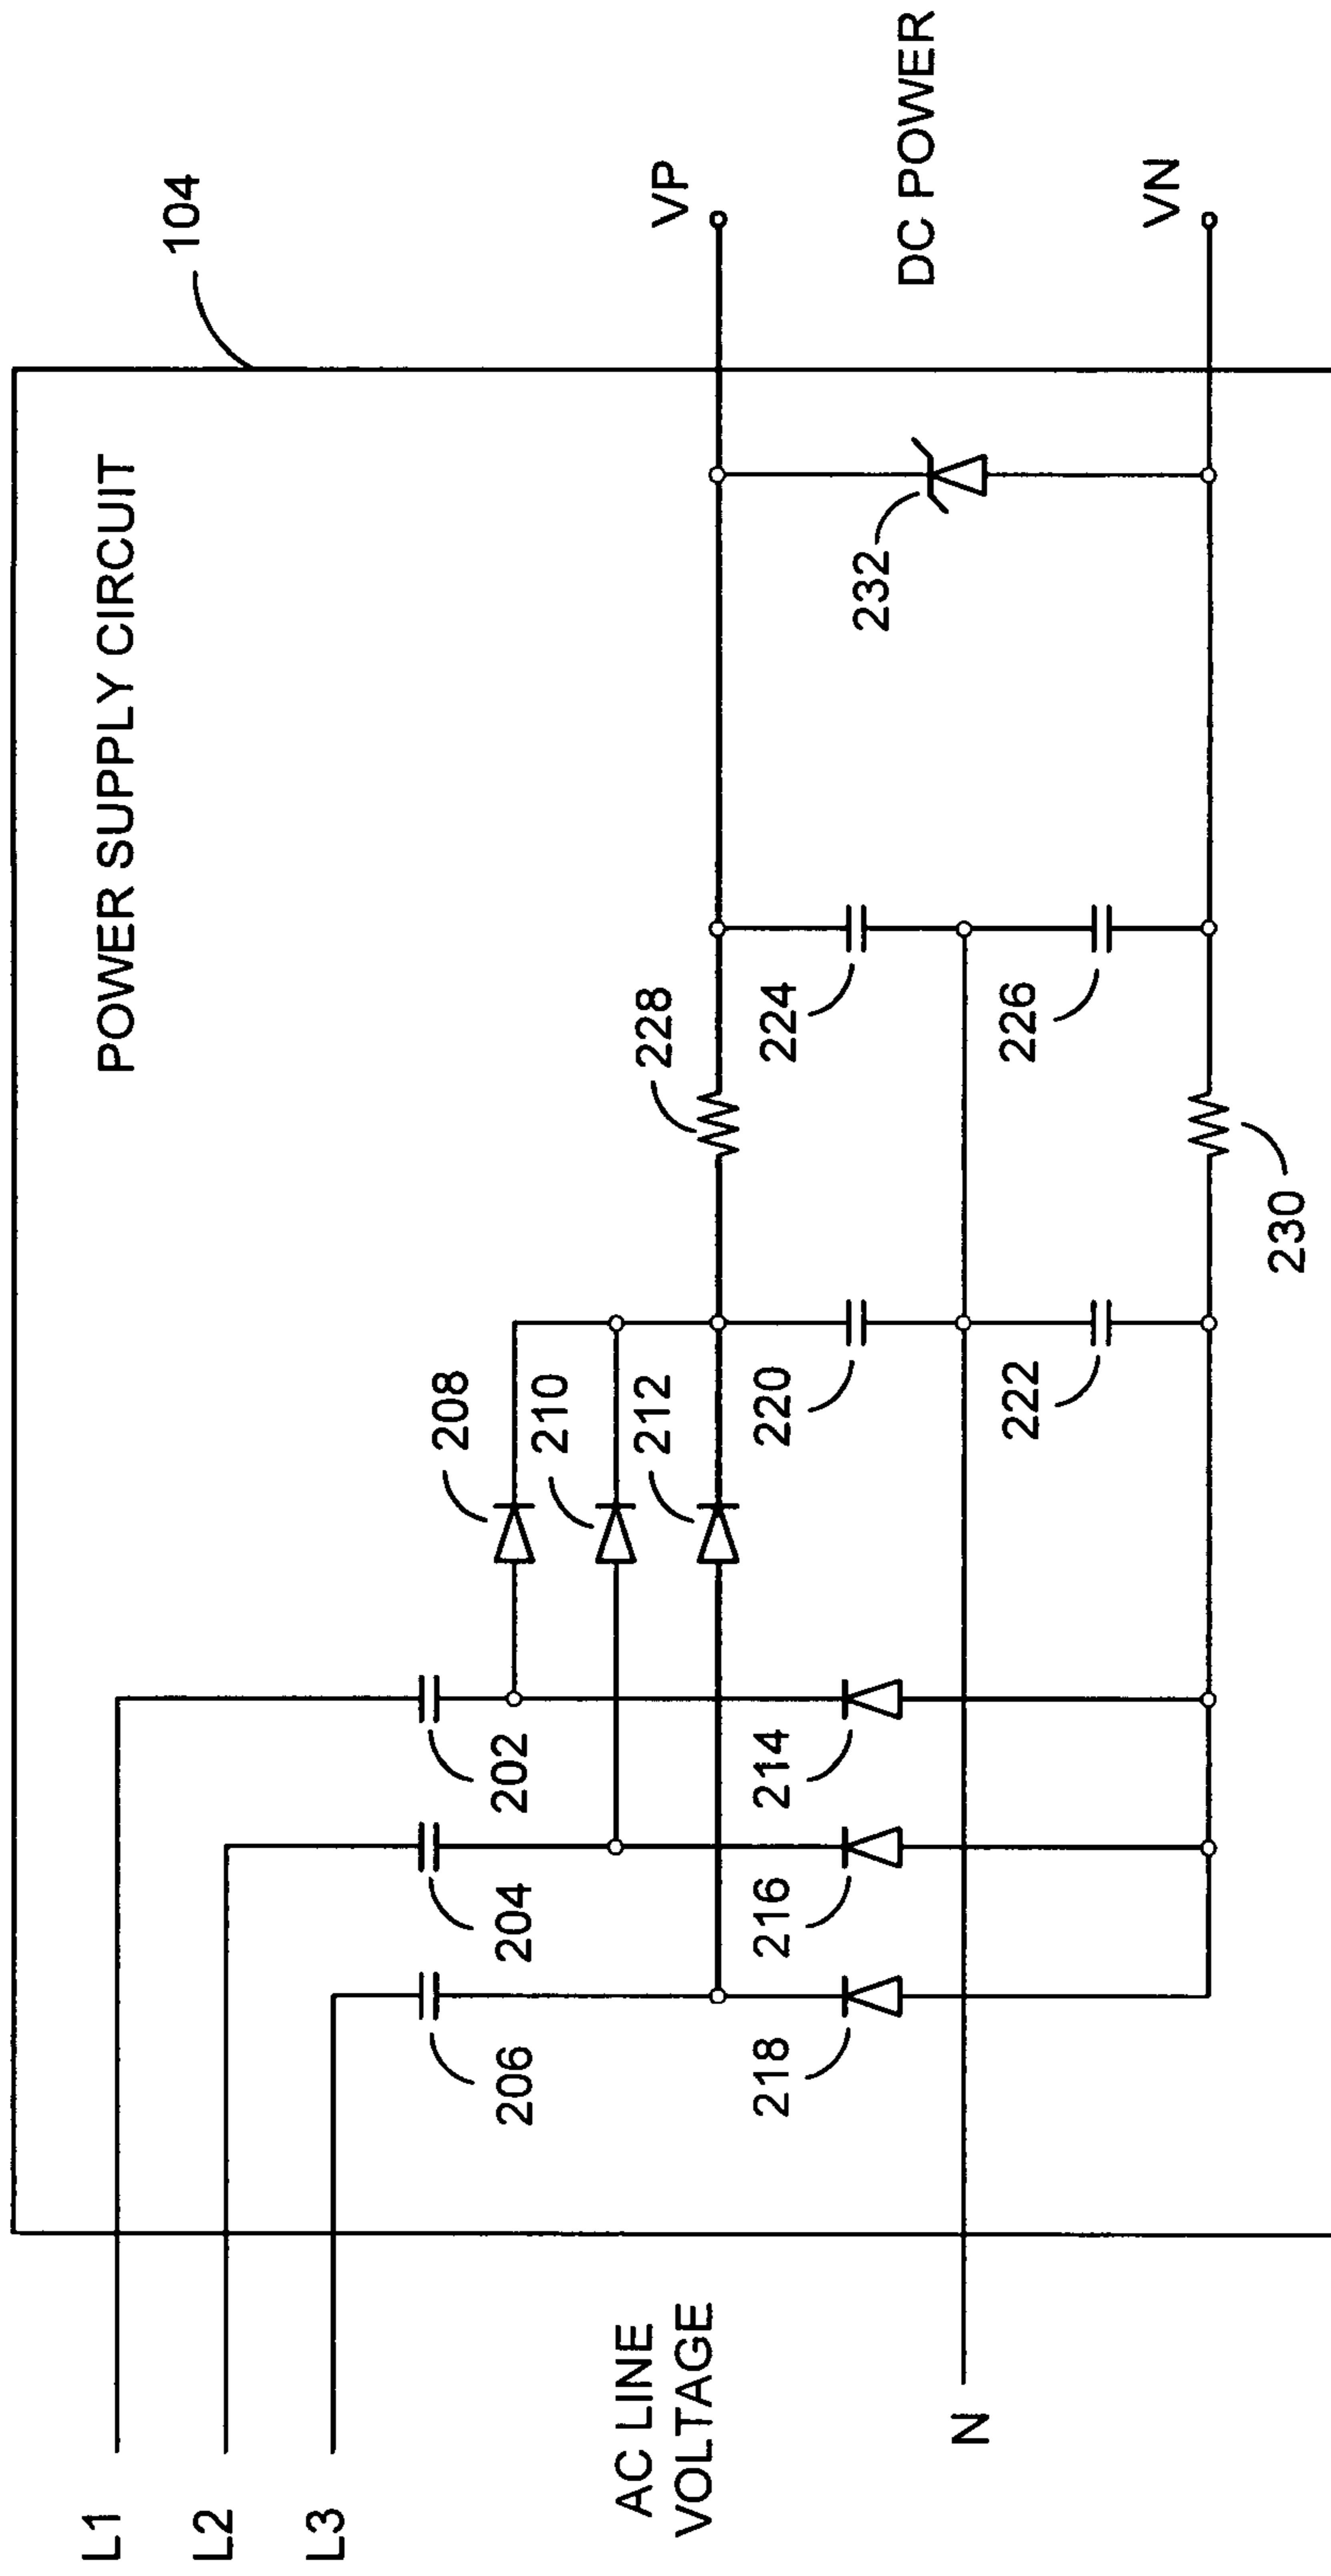 POWER SUPPLY CIRCUIT
104
L1
L2
L3
AC LINE
VOLTAGE
N
202
204
206
208
210
212
214
216
218
220
222
224
226
228
230
232
VP
DC POWER
VN